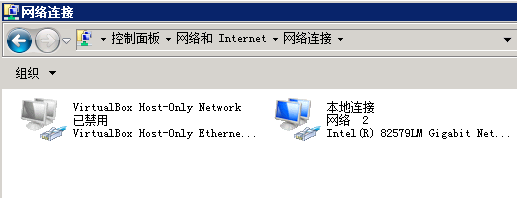 网络连接
控制面板 网络和 Internet 网络连接
组织
VirtualBox Host-Only Network
已禁用
VirtualBox Host-Only Etherne...
本地连接
网络 2
Intel(R) 82579LM Gigabit Net...